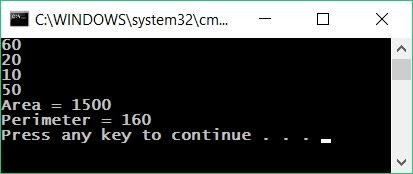 C:\WINDOWS\system32\cm...
60
20
10
50
Area = 1500
Perimeter = 160
Press any key to continue . . .